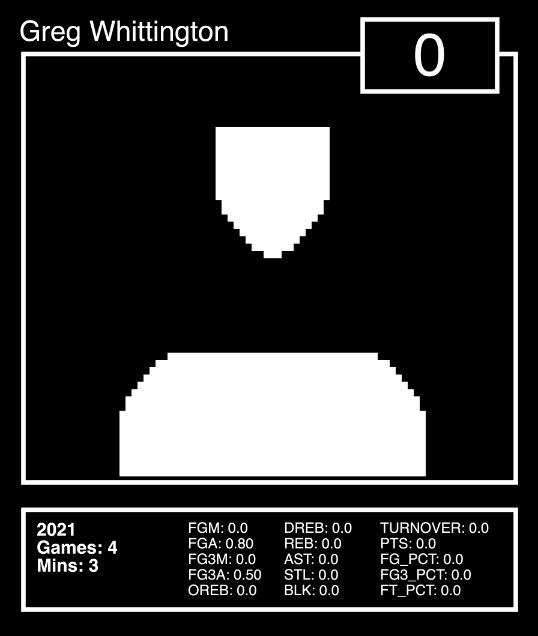 Greg Whittington
0
2021
Games: 4
Mins: 3
FGM: 0.0
FGA: 0.80
FG3M: 0.0
FG3A: 0.50
OREB: 0.0
DREB: 0.0
REB: 0.0
AST: 0.0
STL: 0.0
BLK: 0.0
TURNOVER: 0.0
PTS: 0.0
FG_PCT: 0.0
FG3_PCT: 0.0
FT_PCT: 0.0